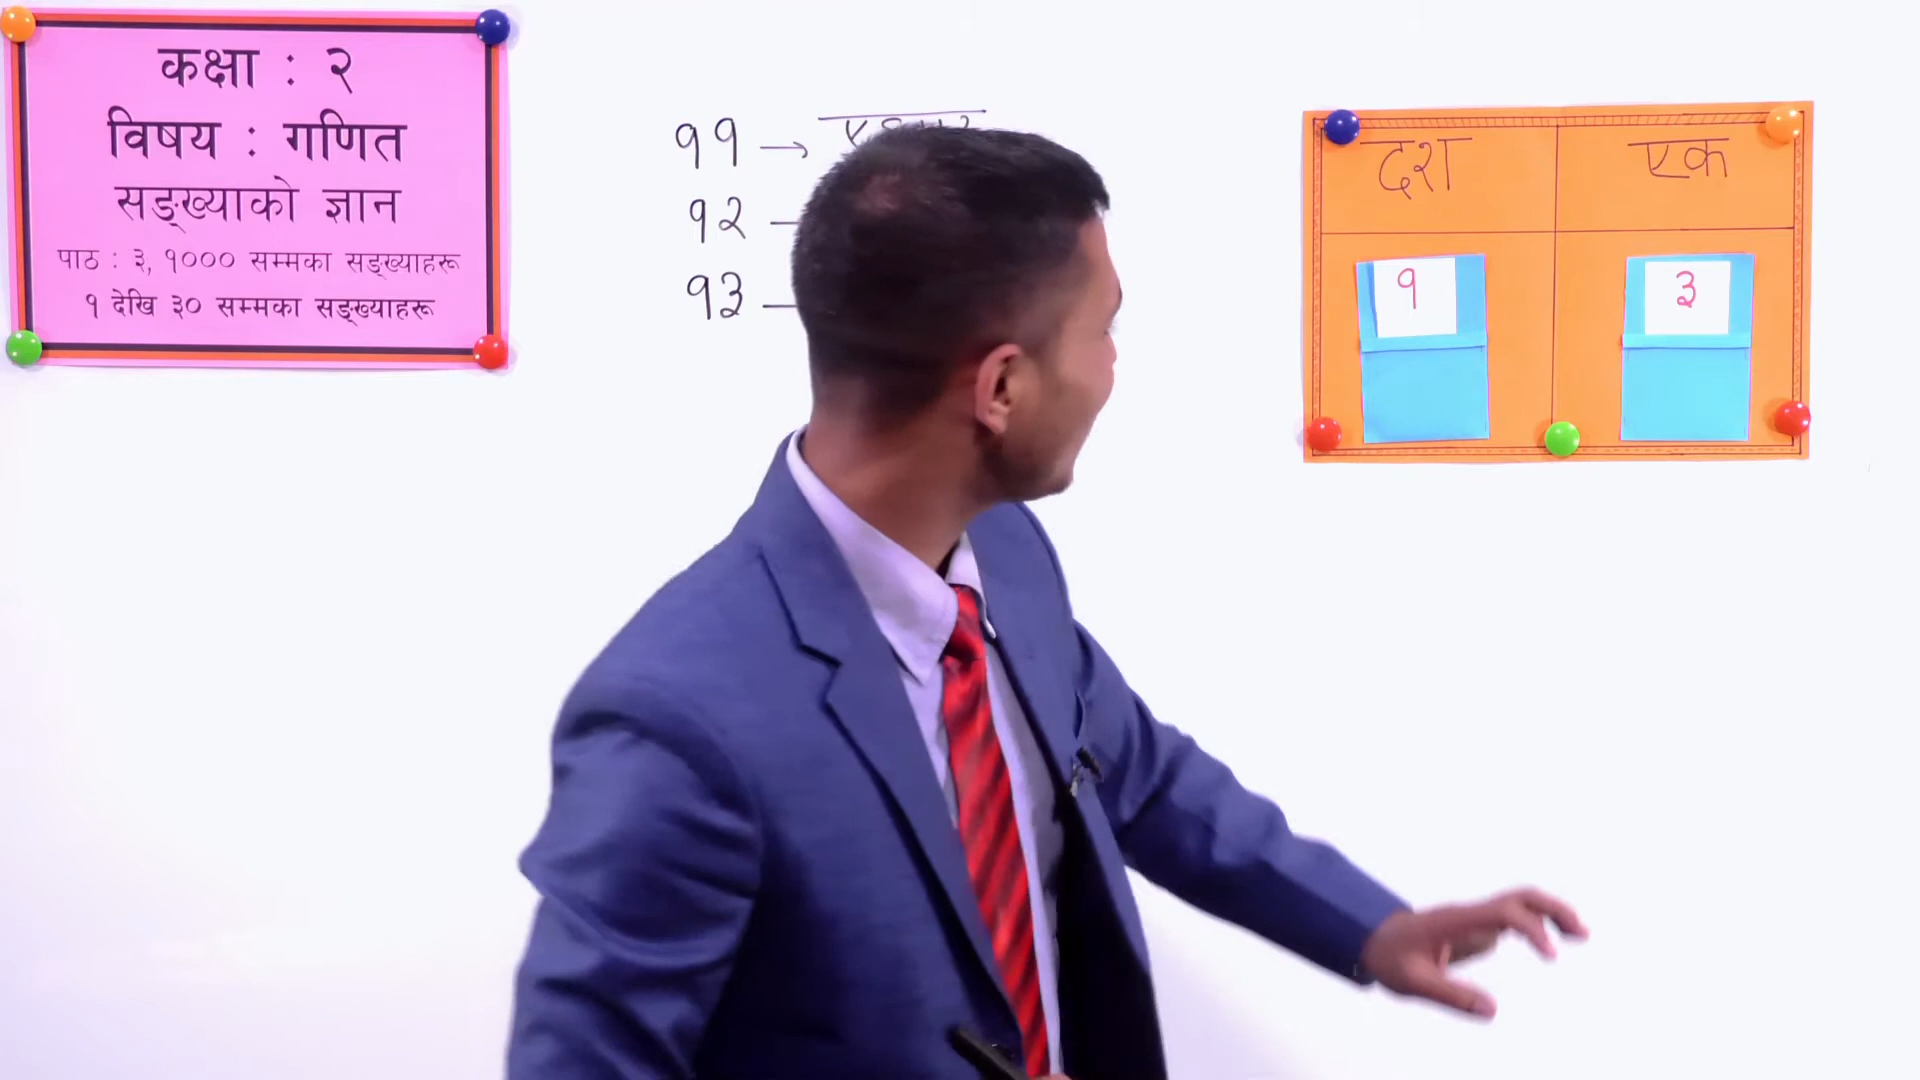 कक्षा : २
विषय : गणित
सङ्ख्याको ज्ञान
पाठ : ३, १००० सम्मका सङ्ख्याहरू
१ देखि ३० सम्मका सङ्ख्याहरू
११ →
१२ –
१३ –
दश एक
१ ३